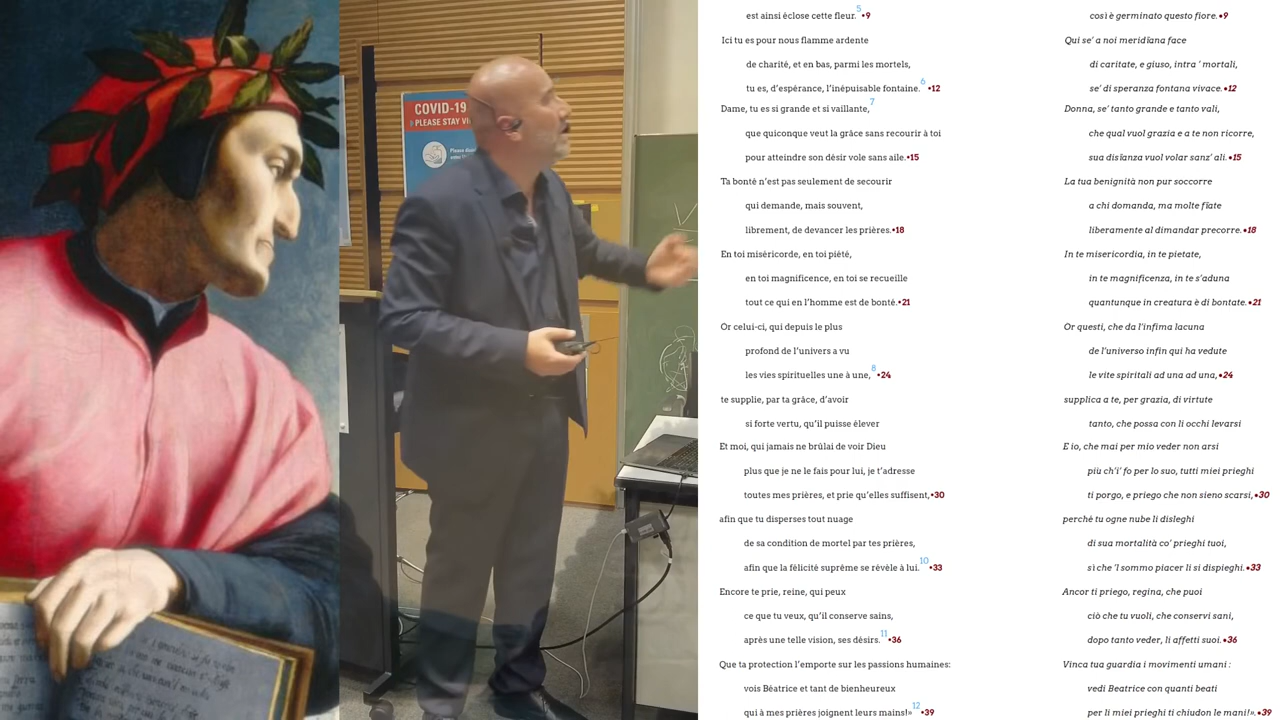 COVID-19
PLEASE STAY
Please
est ainsi éclose cette fleur.5 •9
Ici tu es pour nous flamme ardente
de charité, et en bas, parmi les mortels,
tu es, d’espérance, l’inépuisable fontaine.6 •12
Dame, tu es si grande et si vaillante,7
que quiconque veut la grâce sans recourir à toi
pour atteindre son désir vole sans aile.•15
Ta bonté n’est pas seulement de secourir
qui demande, mais souvent,
librement, de devancer les prières.•18
En toi miséricorde, en toi piété,
en toi magnificence, en toi se recueille
tout ce qui en l’homme est de bonté.•21
Or celui-ci, qui depuis le plus
profond de l’univers a vu
les vies spirituelles une à une,8 •24
te supplie, par ta grâce, d’avoir
si forte vertu, qu’il puisse élever
Et moi, qui jamais ne brûlai de voir Dieu
plus que je ne le fais pour lui, je t’adresse
toutes mes prières, et prie qu’elles suffisent,•30
afin que tu disperses tout nuage
de sa condition de mortel par tes prières,
afin que la félicité suprême se révèle à lui.10 •33
Encore te prie, reine, qui peux
ce que tu veux, qu’il conserve sains,
après une telle vision, ses désirs.11 •36
Que ta protection l’emporte sur les passions humaines:
vois Béatrice et tant de bienheureux
qui à mes prières joignent leurs mains!»12 •39
così è germinato questo fiore.•9
Qui se’ a noi meridïana face
di caritate, e giuso, intra ’ mortali,
se’ di speranza fontana vivace.•12
Donna, se’ tanto grande e tanto vali,
che qual vuol grazia e a te non ricorre,
sua disïanza vuol volar sanz’ ali.•15
La tua benignità non pur soccorre
a chi domanda, ma molte fïate
liberamente al dimandar precorre.•18
In te misericordia, in te pietate,
in te magnificenza, in te s’aduna
quantunque in creatura è di bontate.•21
Or questi, che da l’infima lacuna
de l’universo infin qui ha vedute
le vite spiritali ad una ad una,•24
supplica a te, per grazia, di virtute
tanto, che possa con li occhi levarsi
E io, che mai per mio veder non arsi
più ch’i’ fo per lo suo, tutti miei prieghi
ti porgo, e priego che non sieno scarsi,•30
perché tu ogne nube li disleghi
di sua mortalità co’ prieghi tuoi,
sì che ’l sommo piacer li si dispieghi.•33
Ancor ti priego, regina, che puoi
ciò che tu vuoli, che conservi sani,
dopo tanto veder, li affetti suoi.•36
Vinca tua guardia i movimenti umani :
vedi Beatrice con quanti beati
per li miei prieghi ti chiudon le mani!».•39